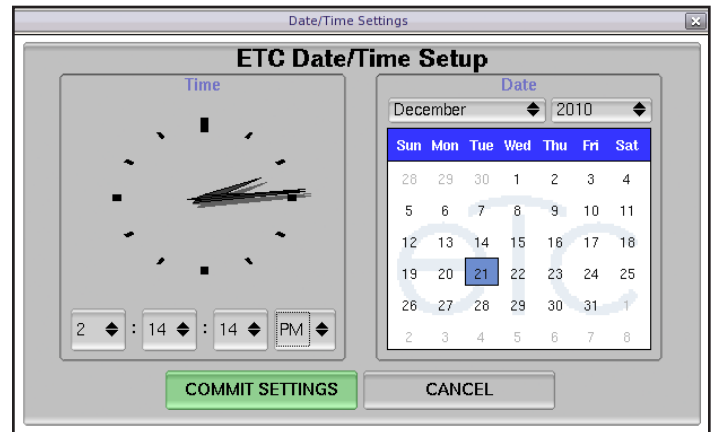 Date/Time Settings
ETC Date/Time Setup
Time
2 : 14 : 14 PM
Date
December 2010
Sun Mon Tue Wed Thu Fri Sat
28 29 30 1 2 3 4
5 6 7 8 9 10 11
12 13 14 15 16 17 18
19 20 21 22 23 24 25
26 27 28 29 30 31 1
2 3 4 5 6 7 8
eTc
COMMIT SETTINGS
CANCEL